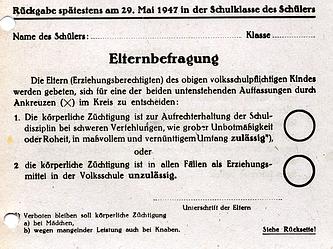 Rückgabe spätestens am 29. Mai 1947 in der Schulklasse des Schülers
Name des Schülers: Klasse
Elternbefragung
Die Eltern (Erziehungsberechtigten) des obigen volksschulpflichtigen Kindes
werden gebeten, sich für eine der beiden untenstehenden Auffassungen durch
Ankreuzen (X) im Kreis zu entscheiden:
1. Die körperliche Züchtigung ist zur Aufrechterhaltung der Schul-
disziplin bei schweren Verfehlungen, wie grober Unbotmäßigkeit
oder Roheit, in maßvollem und vernünftigem Umfang zulässig*),
oder
2. die körperliche Züchtigung ist in allen Fällen als Erziehungs-
mittel in der Volksschule unzulässig.
Unterschrift der Eltern
*) Verboten bleiben soll körperliche Züchtigung
a) bei Mädchen,
b) wegen mangelnder Leistung auch bei Knaben.
Siehe Rückseite!